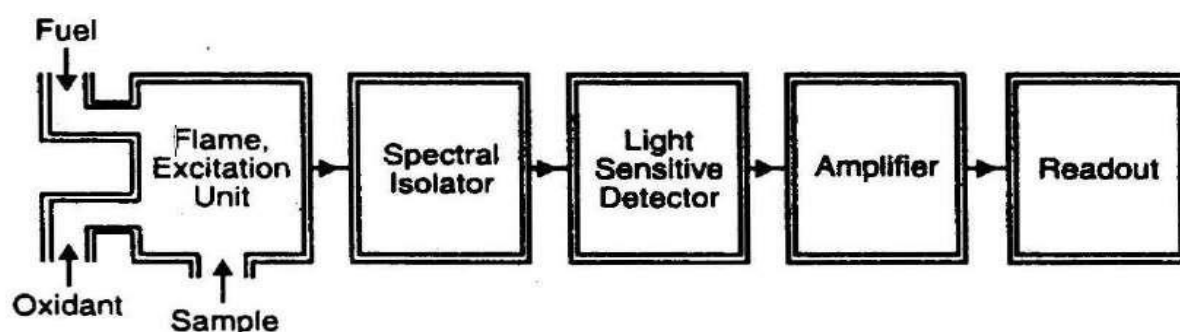 Fuel
Flame,
Excitation
Unit
Spectral
Isolator
Light
Sensitive
Detector
Amplifier
Readout
Oxidant
Sample